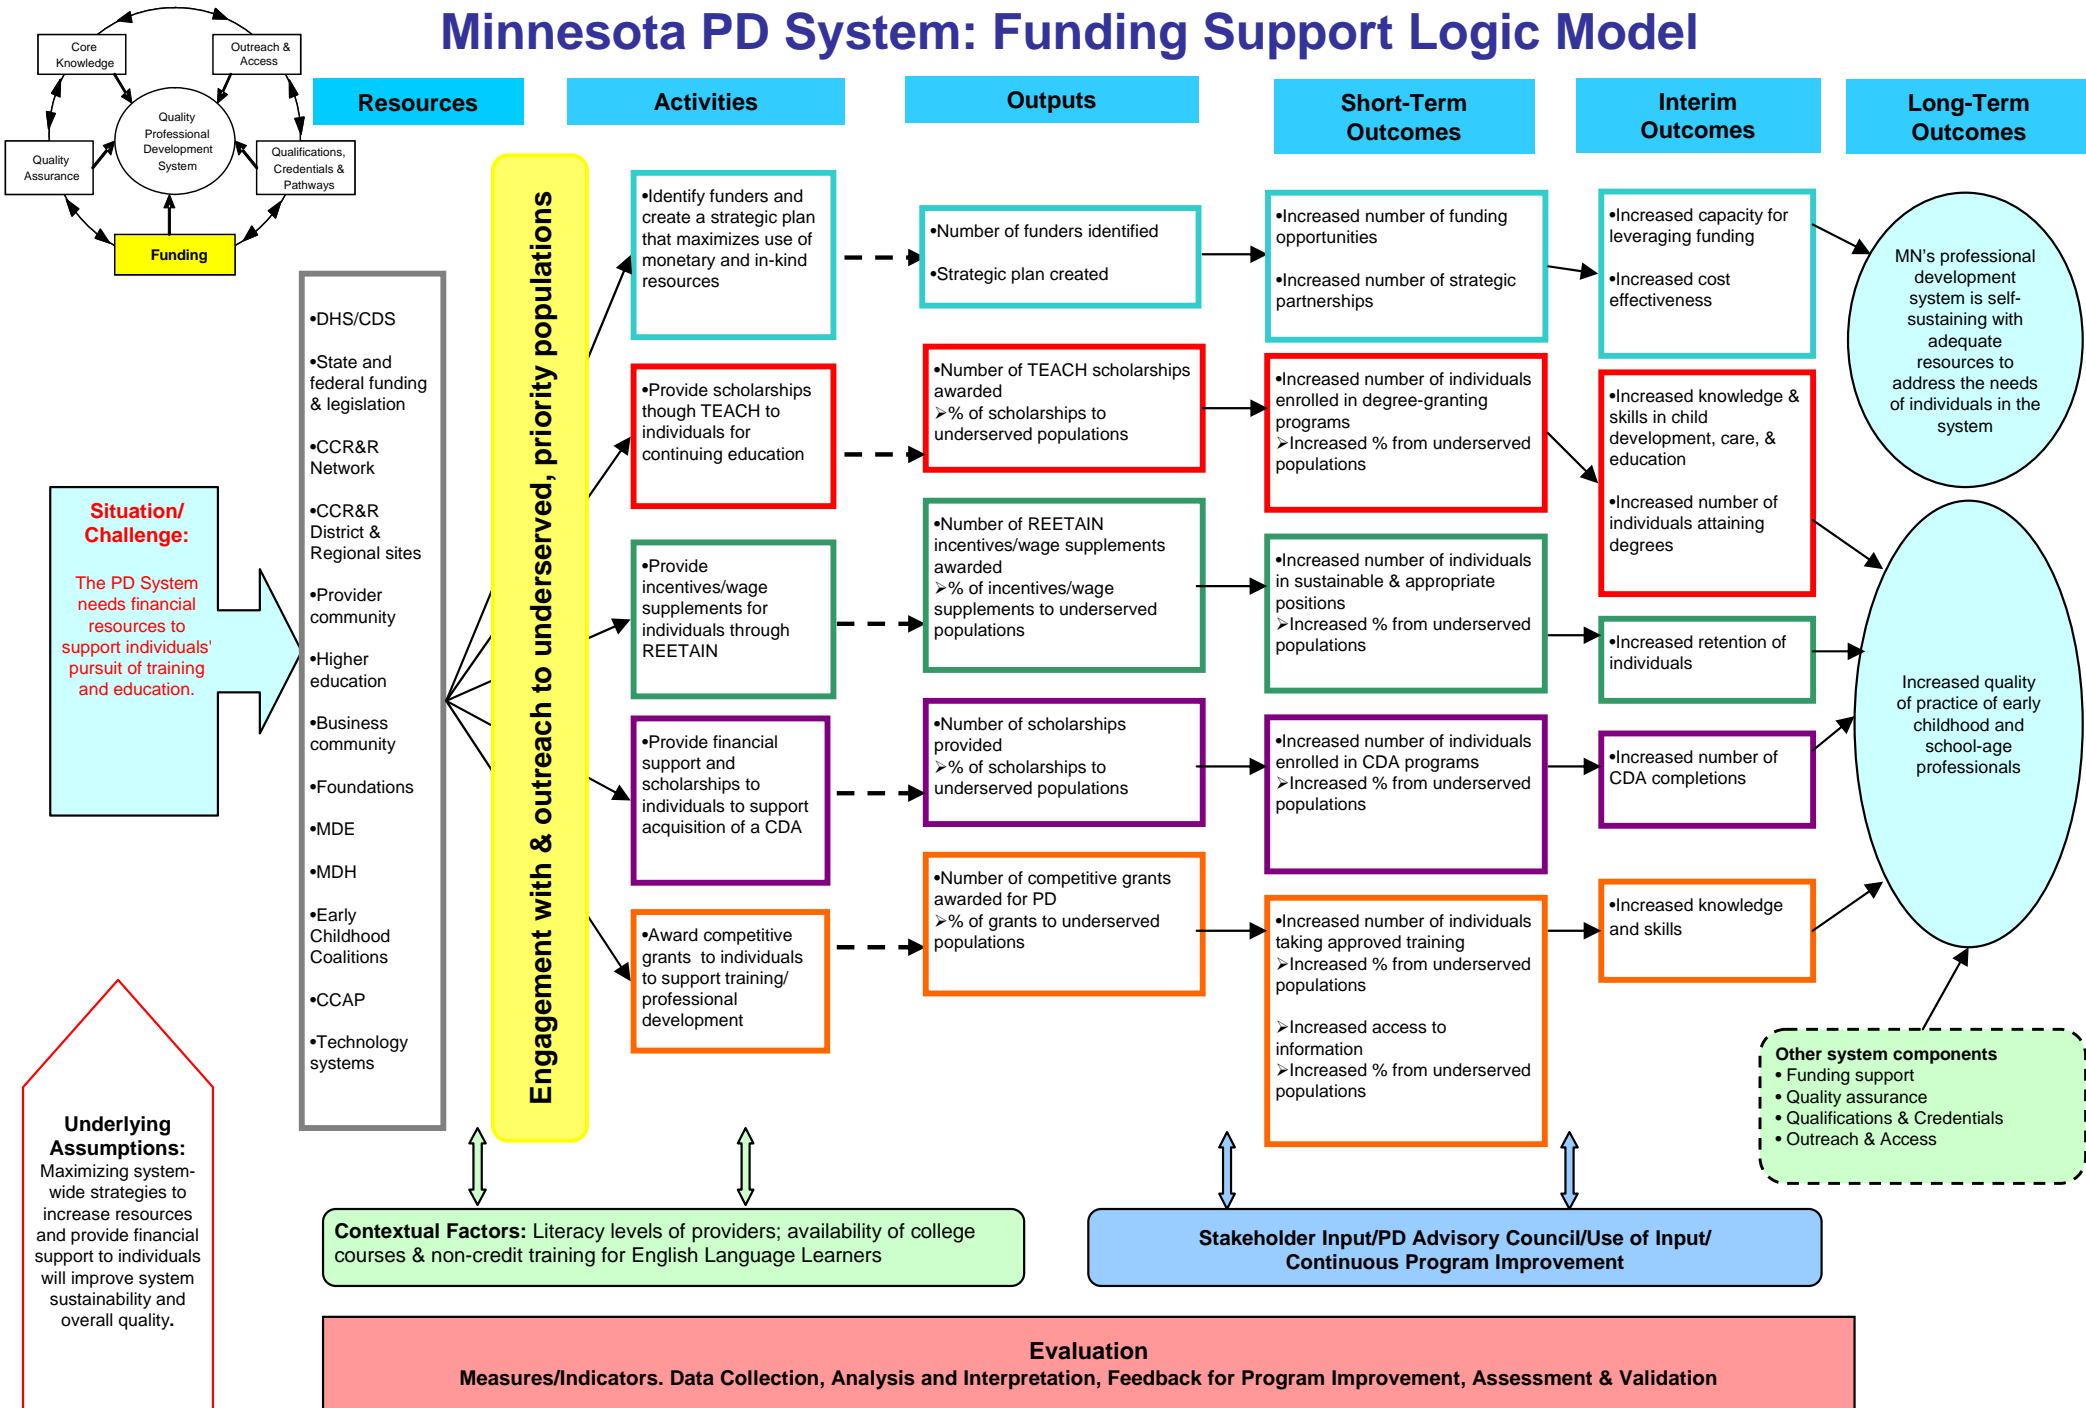 Minnesota PD System: Funding Support Logic Model
Core
Knowledge
Outreach &
Access
Quality
Professional
Development
System
Quality
Assurance
Qualifications,
Credentials &
Pathways
Funding
Resources
Activities
Outputs
Short-Term
Outcomes
Interim
Outcomes
Long-Term
Outcomes
Situation/
Challenge:
The PD System
needs financial
resources to
support individuals'
pursuit of training
and education.
Underlying
Assumptions:
Maximizing system-
wide strategies to
increase resources
and provide financial
support to individuals
will improve system
sustainability and
overall quality.
•DHS/CDS
•State and
federal funding
& legislation
•CCR&R
Network
•CCR&R
District &
Regional sites
•Provider
community
•Higher
education
•Business
community
•Foundations
•MDE
•MDH
•Early
Childhood
Coalitions
•CCAP
•Technology
systems
Engagement with & outreach to underserved, priority populations
•Identify funders and
create a strategic plan
that maximizes use of
monetary and in-kind
resources
•Provide scholarships
though TEACH to
individuals for
continuing education
•Provide
incentives/wage
supplements for
individuals through
REETAIN
•Provide financial
support and
scholarships to
individuals to support
acquisition of a CDA
•Award competitive
grants  to individuals
to support training/
professional
development
•Number of funders identified
•Strategic plan created
•Number of TEACH scholarships
awarded
➢% of scholarships to
underserved populations
•Number of REETAIN
incentives/wage supplements
awarded
➢% of incentives/wage
supplements to underserved
populations
•Number of scholarships
provided
➢% of scholarships to
underserved populations
•Number of competitive grants
awarded for PD
➢% of grants to underserved
populations
•Increased number of funding
opportunities
•Increased number of strategic
partnerships
•Increased number of individuals
enrolled in degree-granting
programs
➢Increased % from underserved
populations
•Increased number of individuals
in sustainable & appropriate
positions
➢Increased % from underserved
populations
•Increased number of individuals
enrolled in CDA programs
➢Increased % from underserved
populations
•Increased number of individuals
taking approved training
➢Increased % from underserved
populations
➢Increased access to
information
➢Increased % from underserved
populations
•Increased capacity for
leveraging funding
•Increased cost
effectiveness
•Increased knowledge &
skills in child
development, care, &
education
•Increased number of
individuals attaining
degrees
•Increased retention of
individuals
•Increased number of
CDA completions
•Increased knowledge
and skills
MN's professional
development
system is self-
sustaining with
adequate
resources to
address the needs
of individuals in the
system
Increased quality
of practice of early
childhood and
school-age
professionals
Other system components
• Funding support
• Quality assurance
• Qualifications & Credentials
• Outreach & Access
Contextual Factors: Literacy levels of providers; availability of college
courses & non-credit training for English Language Learners
Stakeholder Input/PD Advisory Council/Use of Input/
Continuous Program Improvement
Evaluation
Measures/Indicators. Data Collection, Analysis and Interpretation, Feedback for Program Improvement, Assessment & Validation